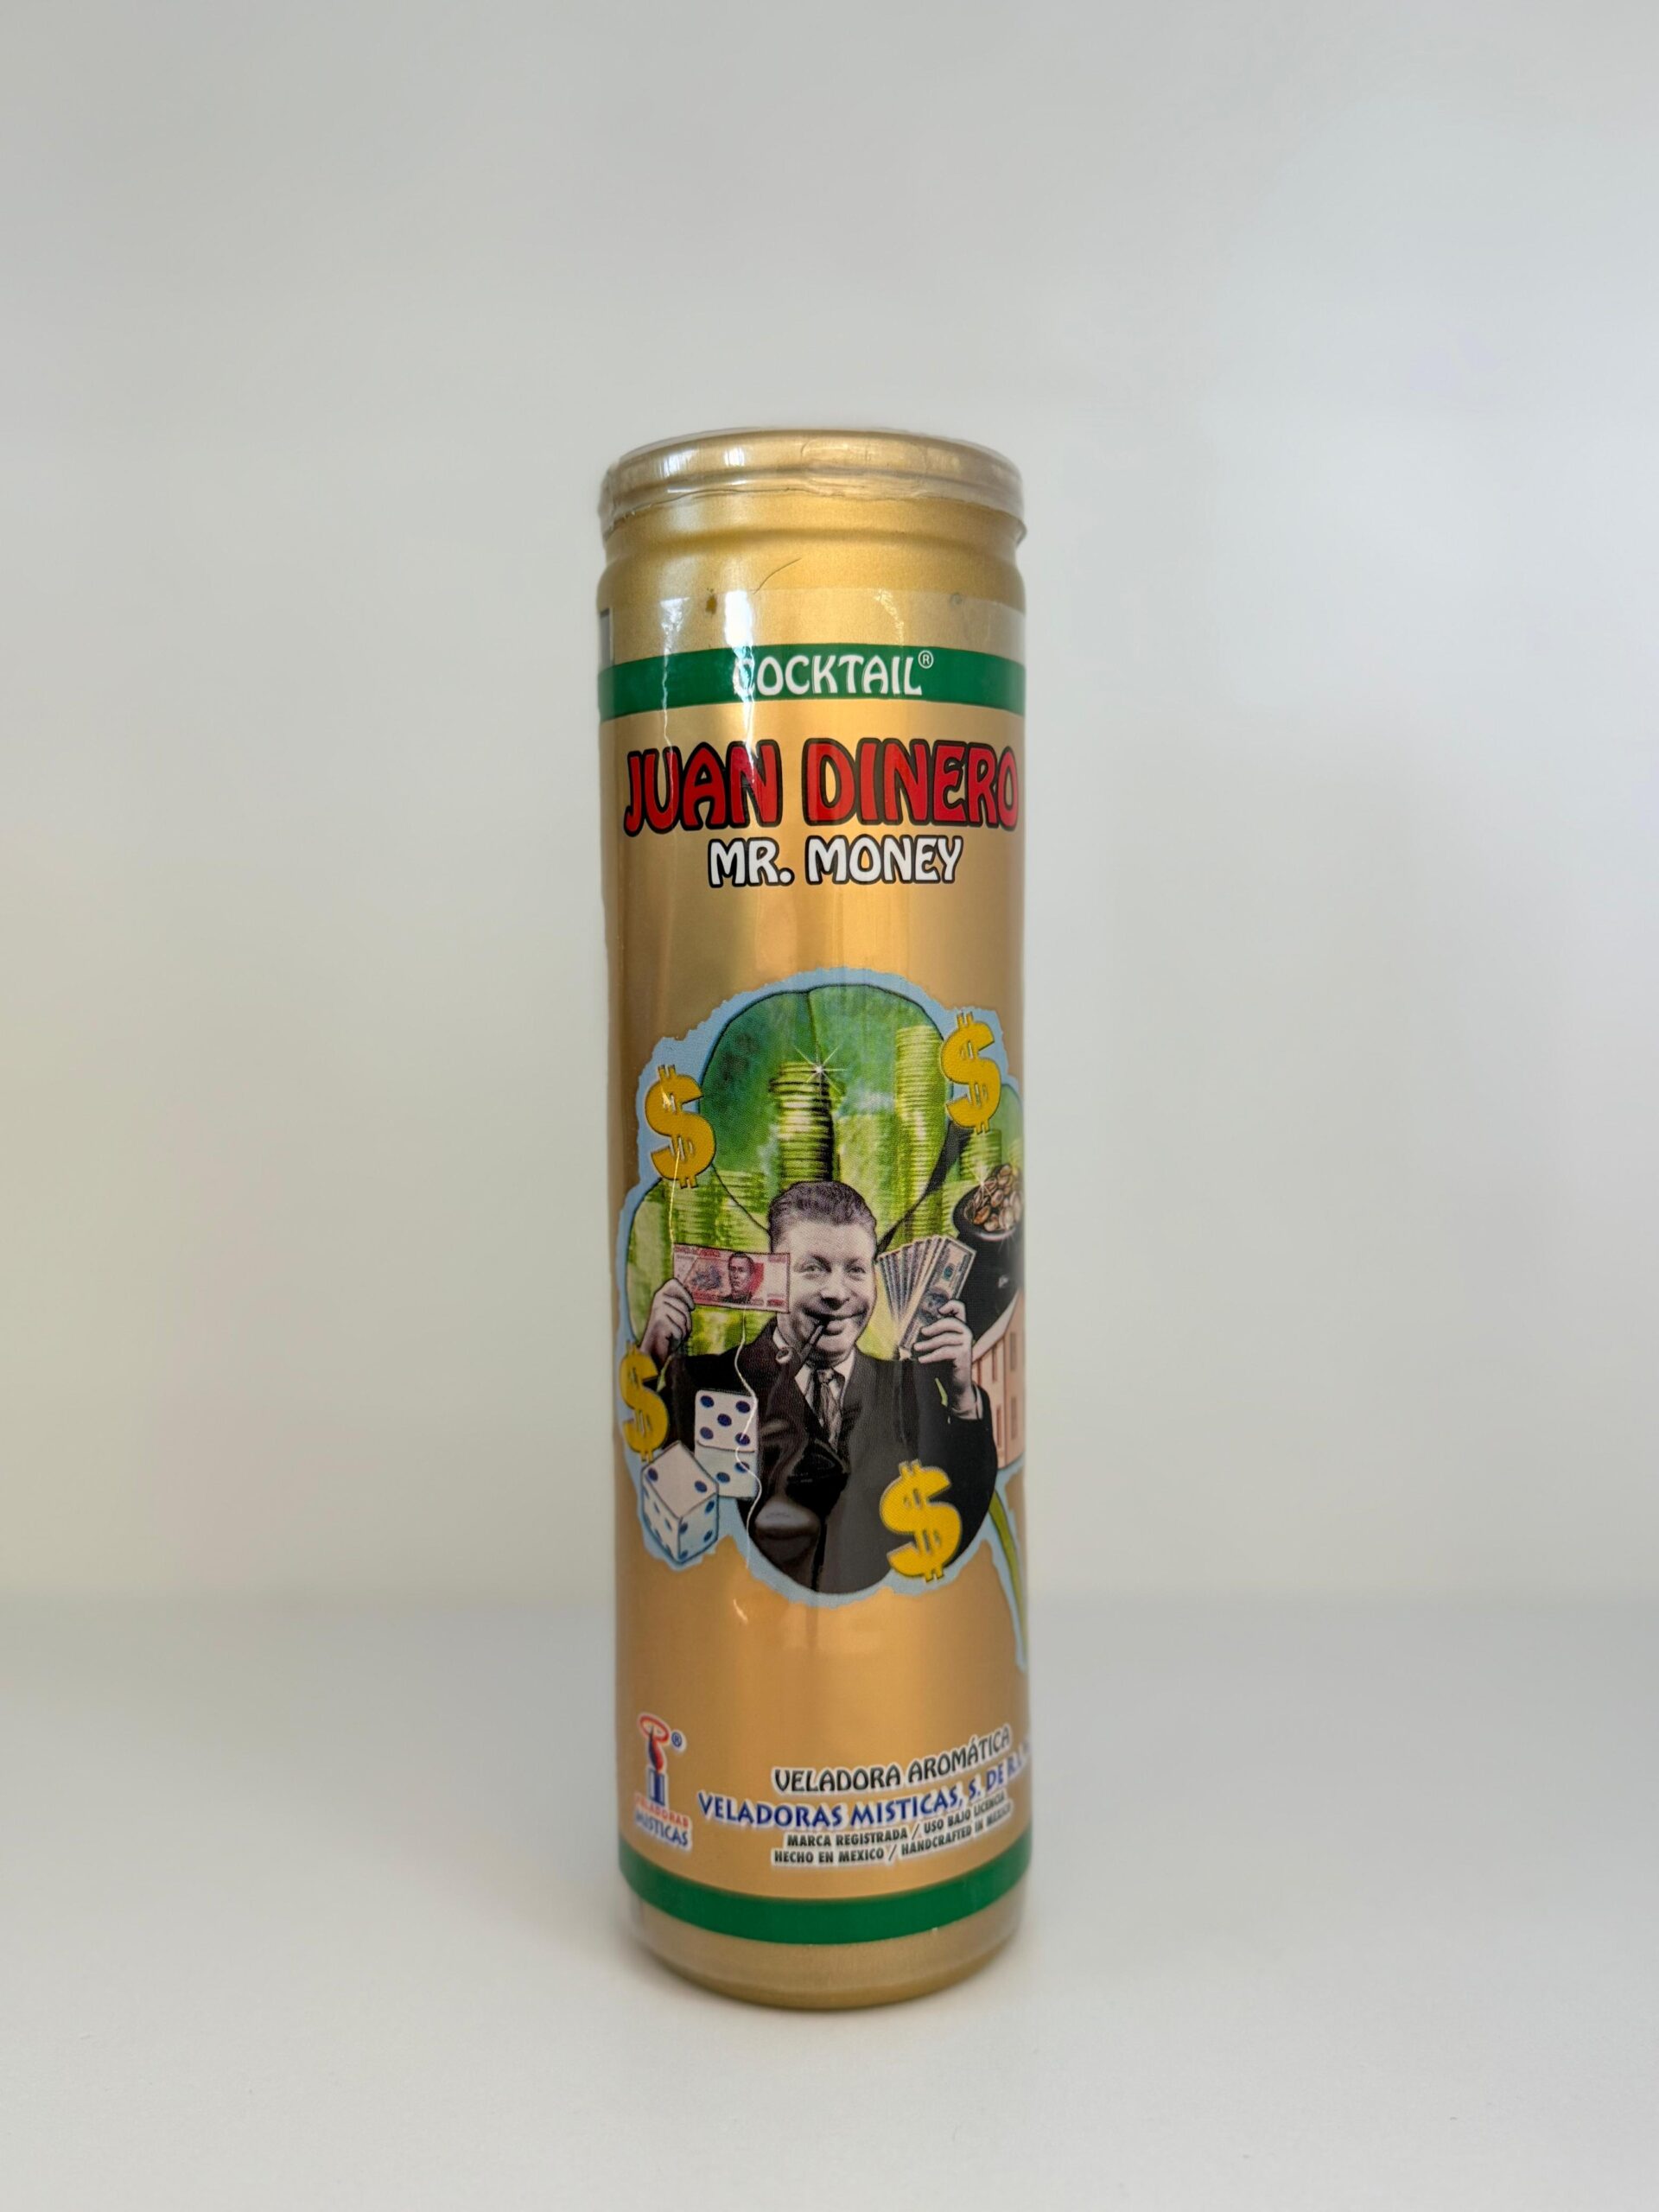 COCKTAIL®
JUAN DINERO
MR. MONEY
®
VELADORAS
MISTICAS
VELADORA AROMÁTICA
VELADORAS MISTICAS, S. DE R.L.
MARCA REGISTRADA / USO BAJO LICENCIA
HECHO EN MEXICO / HANDCRAFTED IN MEXICO